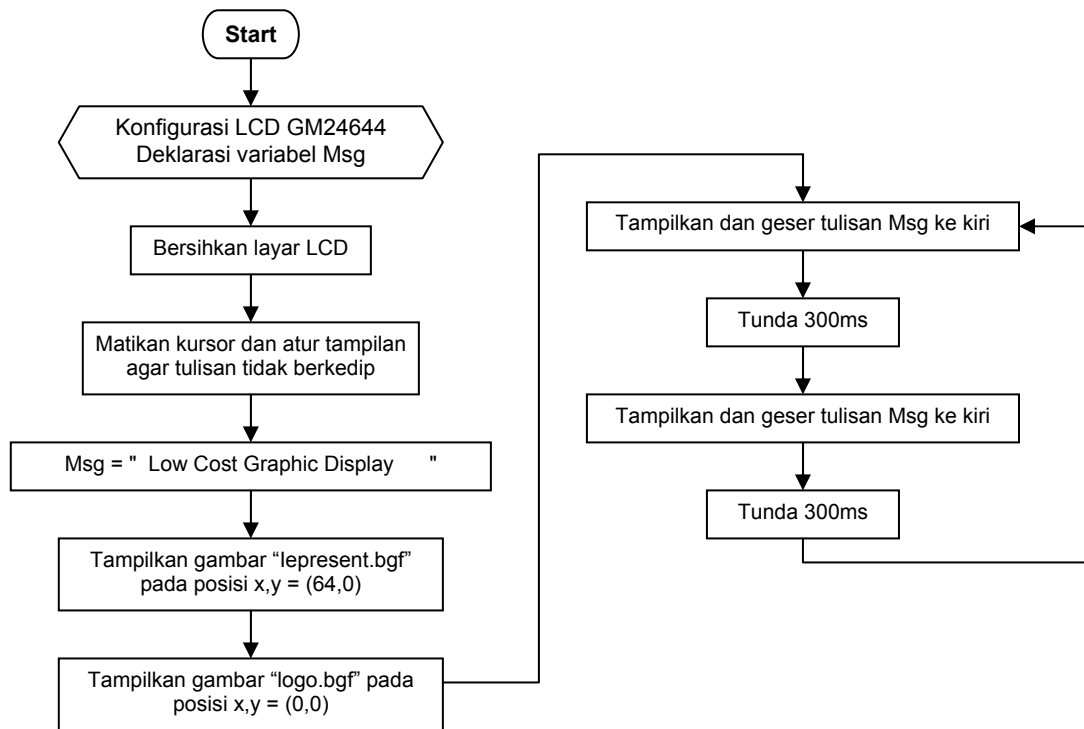 Start
Konfigurasi LCD GM24644
Deklarasi variabel Msg
Bersihkan layar LCD
Matikan kursor dan atur tampilan
agar tulisan tidak berkedip
Msg = "  Low Cost Graphic Display      "
Tampilkan gambar “Iepresent.bgf”
pada posisi x,y = (64,0)
Tampilkan gambar “logo.bgf” pada
posisi x,y = (0,0)
Tampilkan dan geser tulisan Msg ke kiri
Tunda 300ms
Tampilkan dan geser tulisan Msg ke kiri
Tunda 300ms